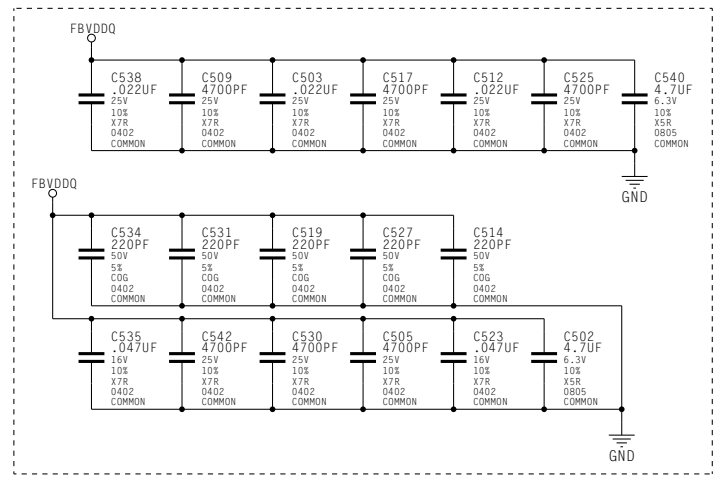 FBVDDQ
C538
.022UF
25V
10%
X7R
0402
COMMON
C509
4700PF
25V
10%
X7R
0402
COMMON
C503
.022UF
25V
10%
X7R
0402
COMMON
C517
4700PF
25V
10%
X7R
0402
COMMON
C512
.022UF
25V
10%
X7R
0402
COMMON
C525
4700PF
25V
10%
X7R
0402
COMMON
C540
4.7UF
6.3V
10%
X5R
0805
COMMON
GND
FBVDDQ
C534
220PF
50V
5%
COG
0402
COMMON
C531
220PF
50V
5%
COG
0402
COMMON
C519
220PF
50V
5%
COG
0402
COMMON
C527
220PF
50V
5%
COG
0402
COMMON
C514
220PF
50V
5%
COG
0402
COMMON
C535
.047UF
16V
10%
X7R
0402
COMMON
C542
4700PF
25V
10%
X7R
0402
COMMON
C530
4700PF
25V
10%
X7R
0402
COMMON
C505
4700PF
25V
10%
X7R
0402
COMMON
C523
.047UF
16V
10%
X7R
0402
COMMON
C502
4.7UF
6.3V
10%
X5R
0805
COMMON
GND